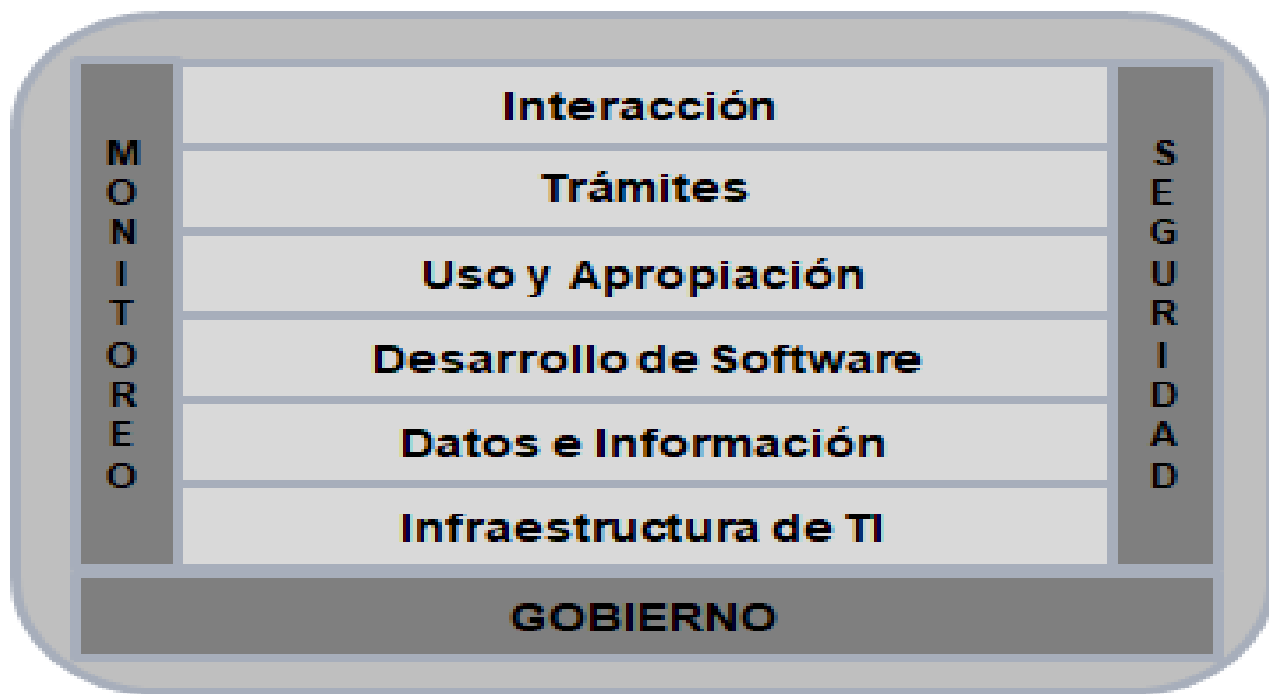 MONITOREO
Interacción
Trámites
Uso y Apropiación
Desarrollo de Software
Datos e Información
Infraestructura de TI
SEGURIDAD
GOBIERNO